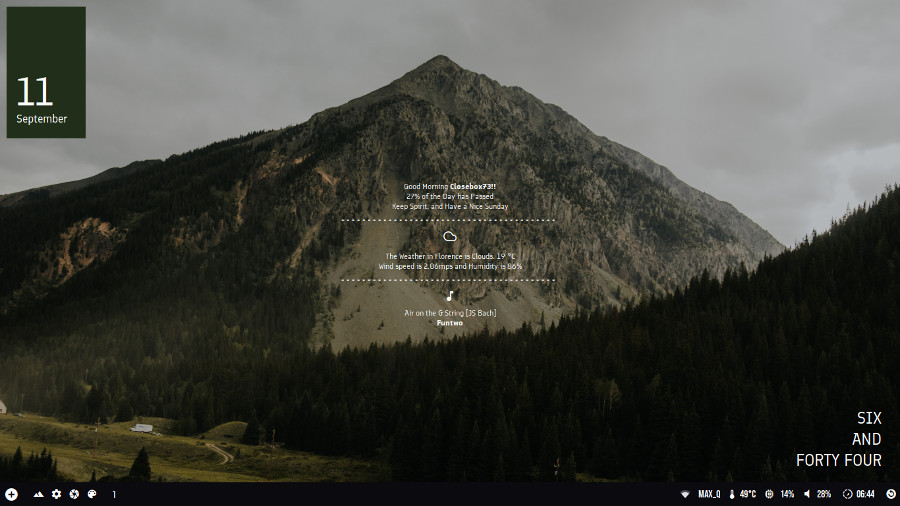 11
September
Good Morning Closebox73!!
27% of the Day has Passed
Keep Spirit, and Have a Nice Sunday
The Weather in Florence is Clouds, 19 °C
Wind speed is 2.06mps and Humidity is 86%
Air on the G String [JS Bach]
Funtwo
SIX
AND
FORTY FOUR
1 MAX_Q 49°C 14% 28% 06:44